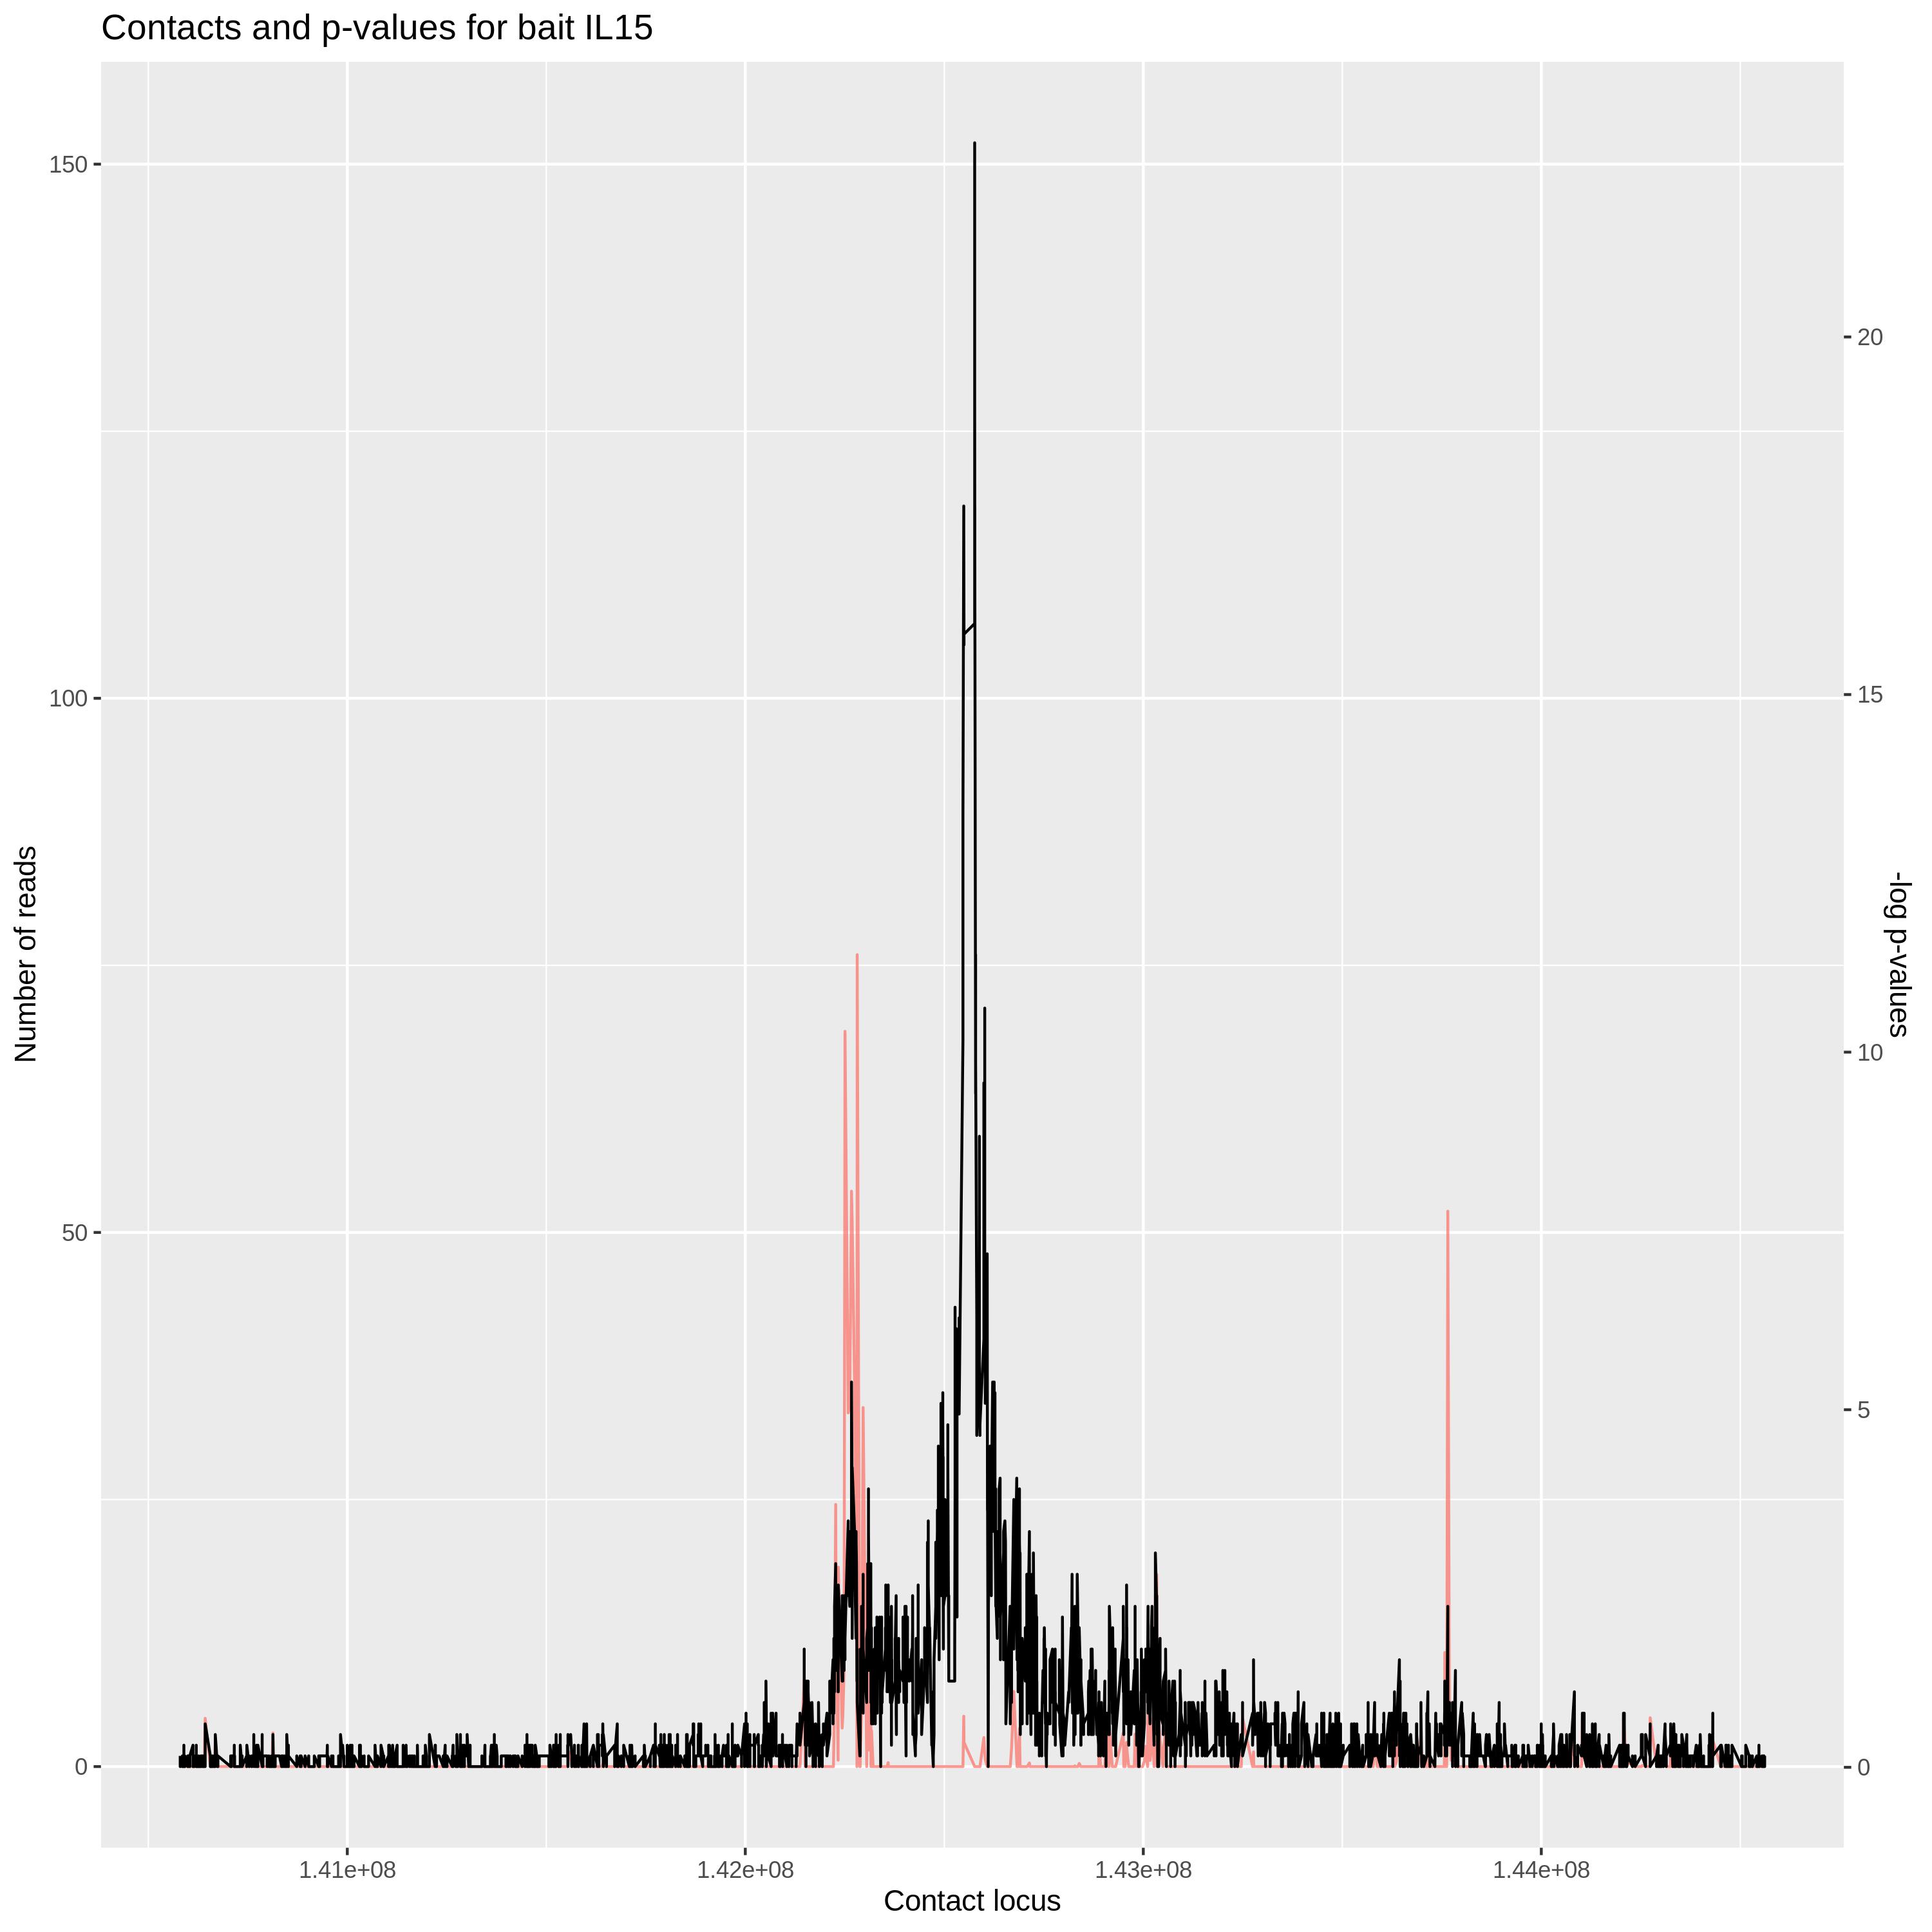 Contacts and p-values for bait IL15
150
100
50
0
Number of reads
20
15
10
5
0
-log p-values
1.41e+08 1.42e+08 1.43e+08 1.44e+08
Contact locus